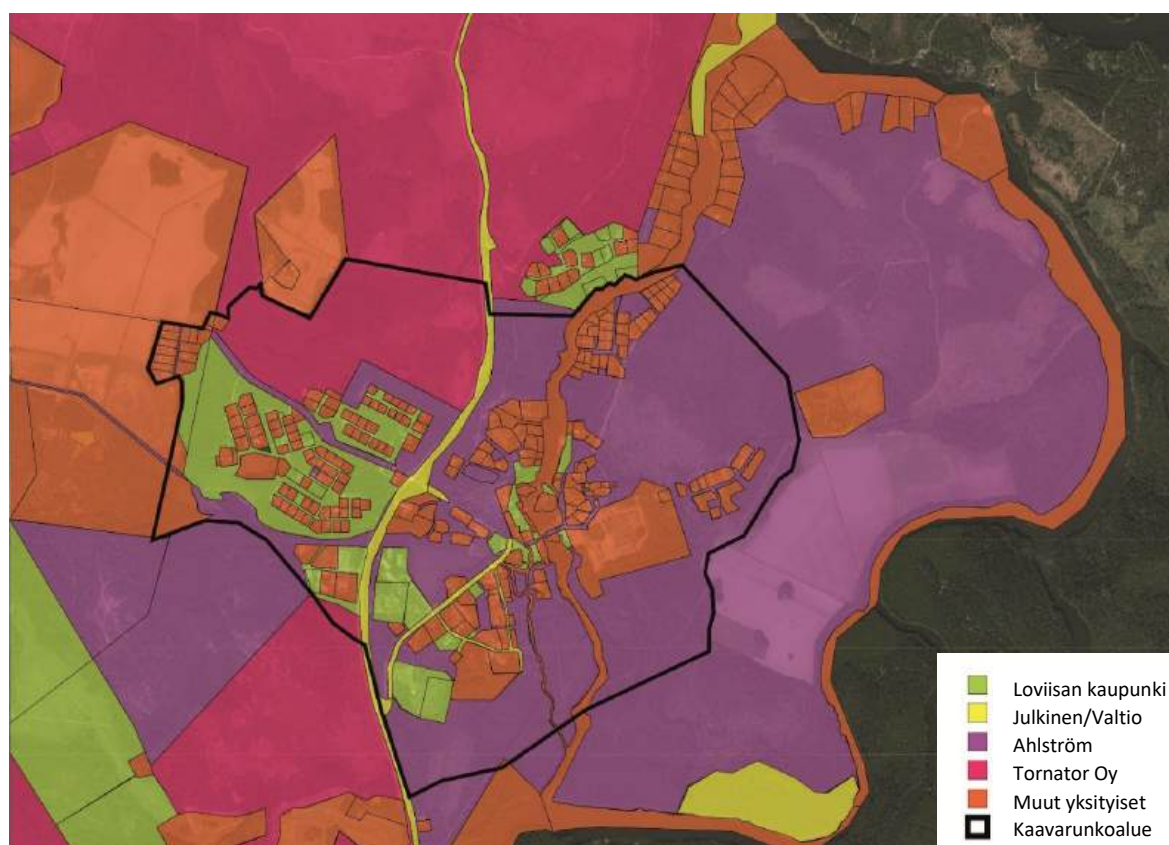 Loviisan kaupunki
Julkinen/Valtio
Ahlström
Tornator Oy
Muut yksityiset
Kaavarunkoalue